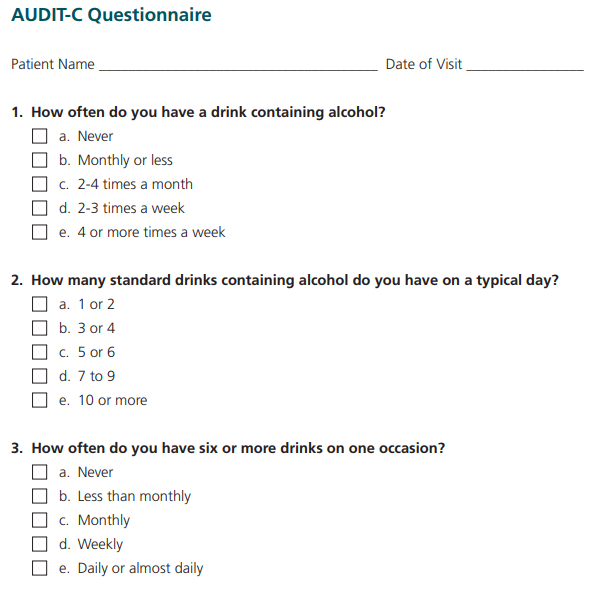 AUDIT-C Questionnaire
Patient Name ______________________________________ Date of Visit ________________
1. How often do you have a drink containing alcohol?
a. Never
b. Monthly or less
c. 2-4 times a month
d. 2-3 times a week
e. 4 or more times a week
2. How many standard drinks containing alcohol do you have on a typical day?
a. 1 or 2
b. 3 or 4
c. 5 or 6
d. 7 to 9
e. 10 or more
3. How often do you have six or more drinks on one occasion?
a. Never
b. Less than monthly
c. Monthly
d. Weekly
e. Daily or almost daily